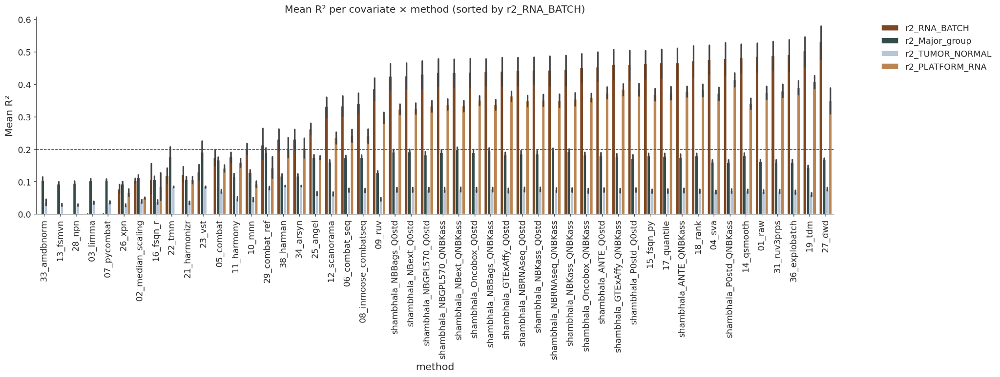 Mean R² per covariate × method (sorted by r2_RNA_BATCH)
r2_RNA_BATCH
r2_Major_group
r2_TUMOR_NORMAL
r2_PLATFORM_RNA
Mean R²
0.6
0.5
0.4
0.3
0.2
0.1
0.0
33_amdbnorm
13_fsmvn
28_npn
03_limma
07_pycombat
26_xpn
02_median_scaling
16_fsqn_r
22_tmm
21_harmonizr
23_vst
05_combat
11_harmony
10_mnn
29_combat_ref
38_harman
34_arsyn
25_angel
12_scanorama
06_combat_seq
08_inmoose_combatseq
09_ruv
shambhala_NBBags_Q0std
shambhala_NBext_Q0std
shambhala_NBGPL570_Q0std
shambhala_NBGPL570_QNBKass
shambhala_NBext_QNBKass
shambhala_Oncobox_Q0std
shambhala_NBBags_QNBKass
shambhala_GTExAffy_Q0std
shambhala_NBRNAseq_Q0std
shambhala_NBKass_Q0std
shambhala_NBRNAseq_QNBKass
shambhala_NBKass_QNBKass
shambhala_Oncobox_QNBKass
shambhala_ANTE_Q0std
shambhala_GTExAffy_QNBKass
shambhala_P0std_Q0std
15_fsqn_py
17_quantile
shambhala_ANTE_QNBKass
18_rank
04_sva
shambhala_P0std_QNBKass
14_qsmooth
01_raw
31_ruv3prps
36_explobatch
19_tdm
27_dwd
method